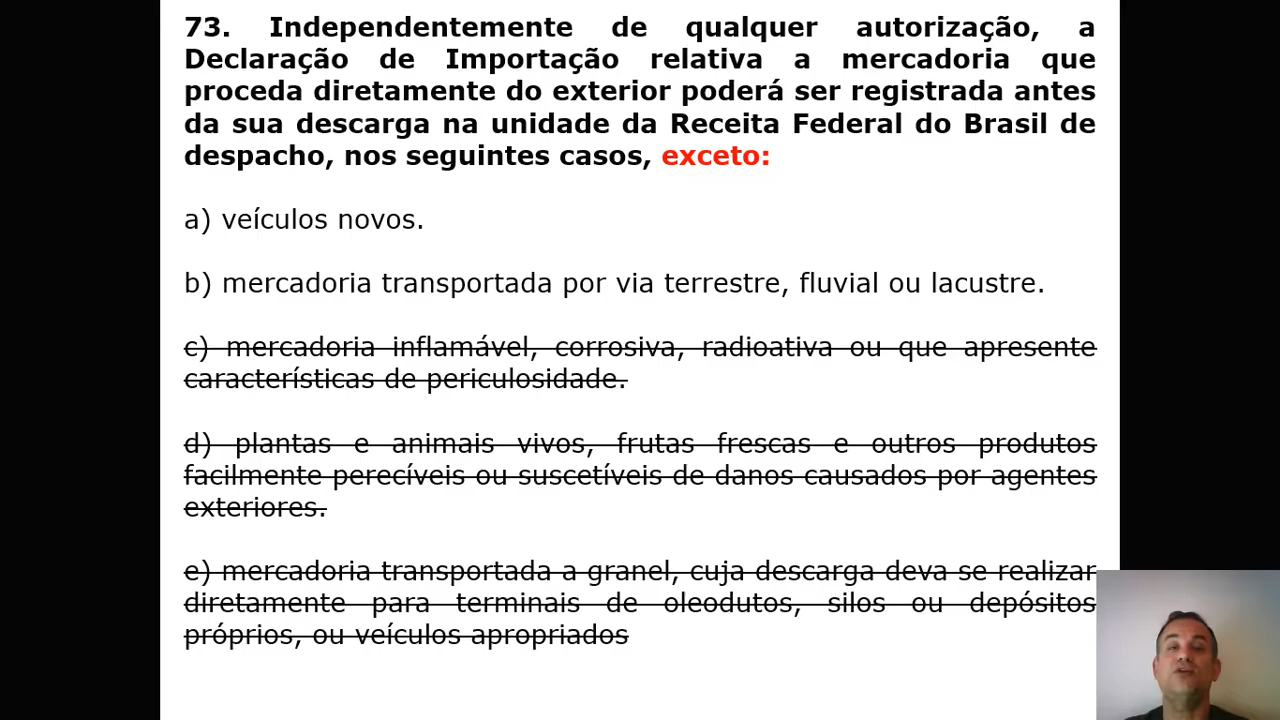 73. Independentemente de qualquer autorização, a
Declaração de Importação relativa a mercadoria que
proceda diretamente do exterior poderá ser registrada antes
da sua descarga na unidade da Receita Federal do Brasil de
despacho, nos seguintes casos, exceto:
a) veículos novos.
b) mercadoria transportada por via terrestre, fluvial ou lacustre.
c) mercadoria inflamável, corrosiva, radioativa ou que apresente
características de periculosidade.
d) plantas e animais vivos, frutas frescas e outros produtos
facilmente perecíveis ou suscetíveis de danos causados por agentes
exteriores.
e) mercadoria transportada a granel, cuja descarga deva se realizar
diretamente para terminais de oleodutos, silos ou depósitos
próprios, ou veículos apropriados